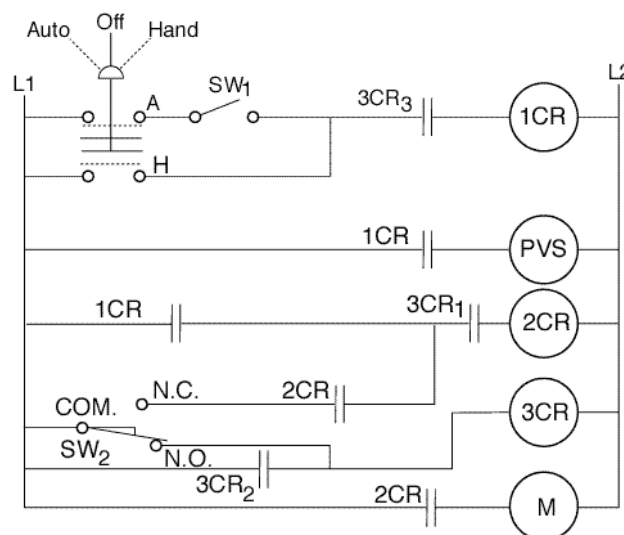 Off
Auto Hand
L1 L2
A SW1 3CR3 1CR
H
1CR PVS
1CR 3CR1 2CR
N.C. 2CR
COM. 3CR
SW2 N.O.
3CR2 2CR M